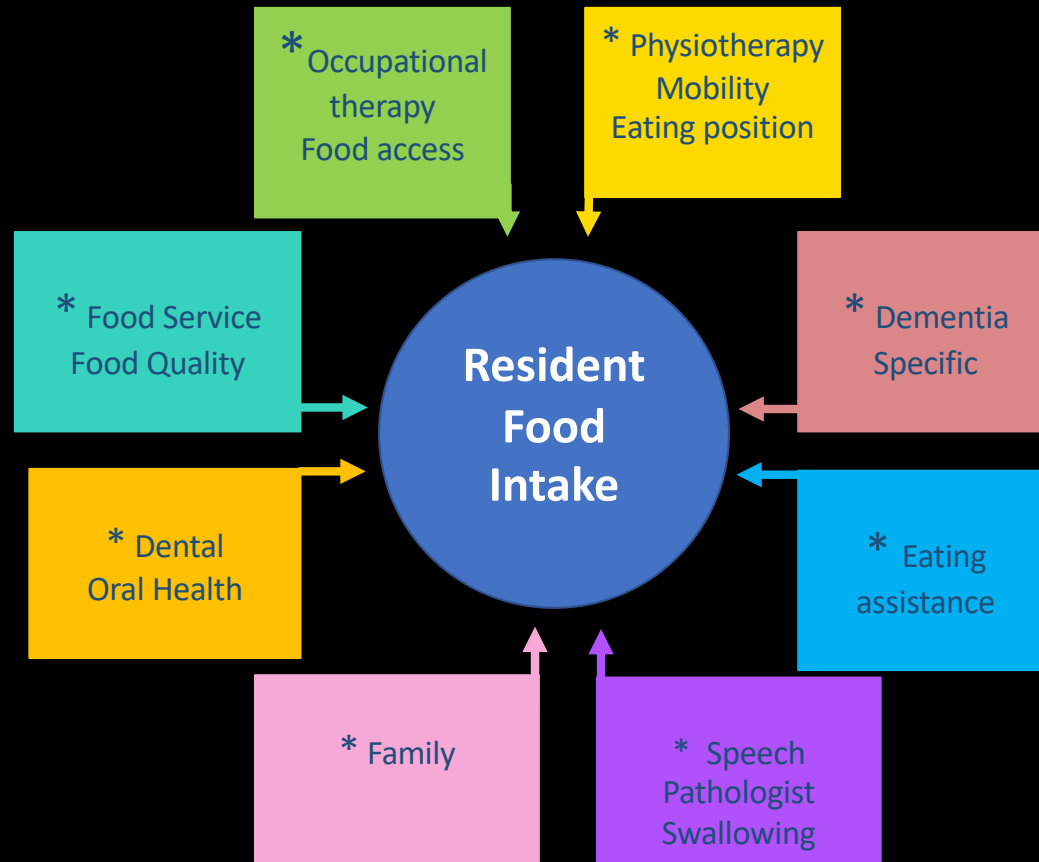 * Occupational
therapy
Food access
* Physiotherapy
Mobility
Eating position
* Food Service
Food Quality
Resident
Food
Intake
* Dementia
Specific
* Dental
Oral Health
* Eating
assistance
* Family
* Speech
Pathologist
Swallowing